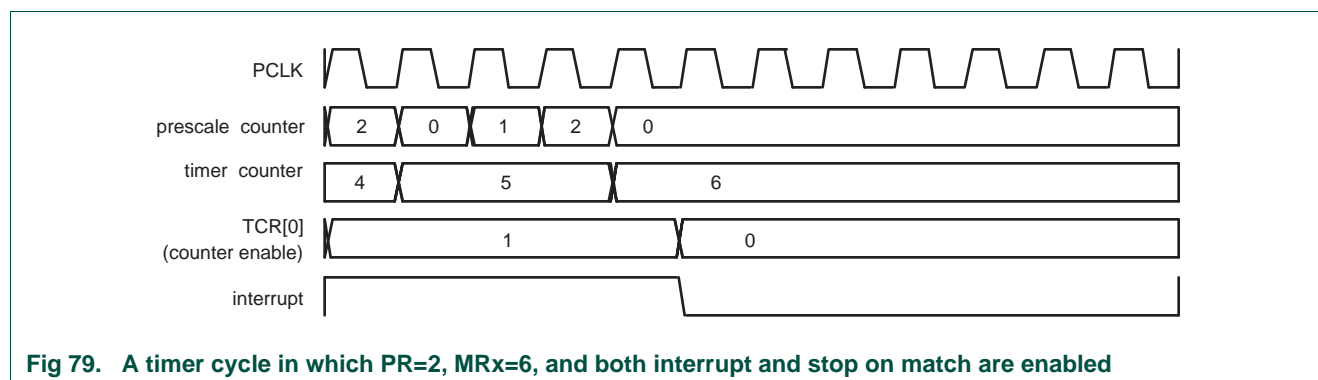 PCLK
prescale counter
2 0 1 2 0
timer counter
4 5 6
TCR[0]
(counter enable)
1 0
interrupt
Fig 79. A timer cycle in which PR=2, MRx=6, and both interrupt and stop on match are enabled